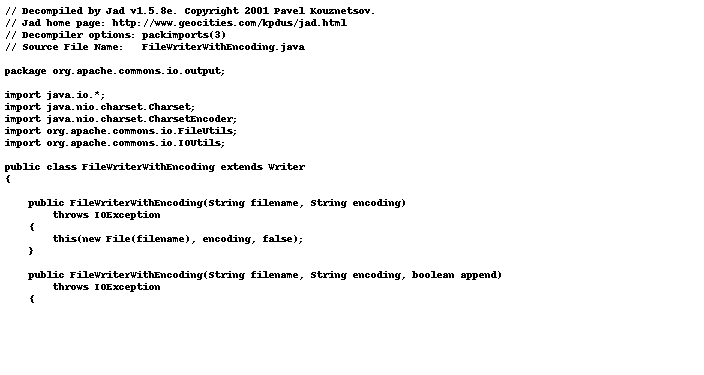 // Decompiled by Jad v1.5.8e. Copyright 2001 Pavel Kouznetsov.
// Jad home page: http://www.geocities.com/kpdus/jad.html
// Decompiler options: packimports(3)
// Source File Name:   FileWriterWithEncoding.java

package org.apache.commons.io.output;

import java.io.*;
import java.nio.charset.Charset;
import java.nio.charset.CharsetEncoder;
import org.apache.commons.io.FileUtils;
import org.apache.commons.io.IOUtils;

public class FileWriterWithEncoding extends Writer
{

    public FileWriterWithEncoding(String filename, String encoding)
        throws IOException
    {
        this(new File(filename), encoding, false);
    }

    public FileWriterWithEncoding(String filename, String encoding, boolean append)
        throws IOException
    {